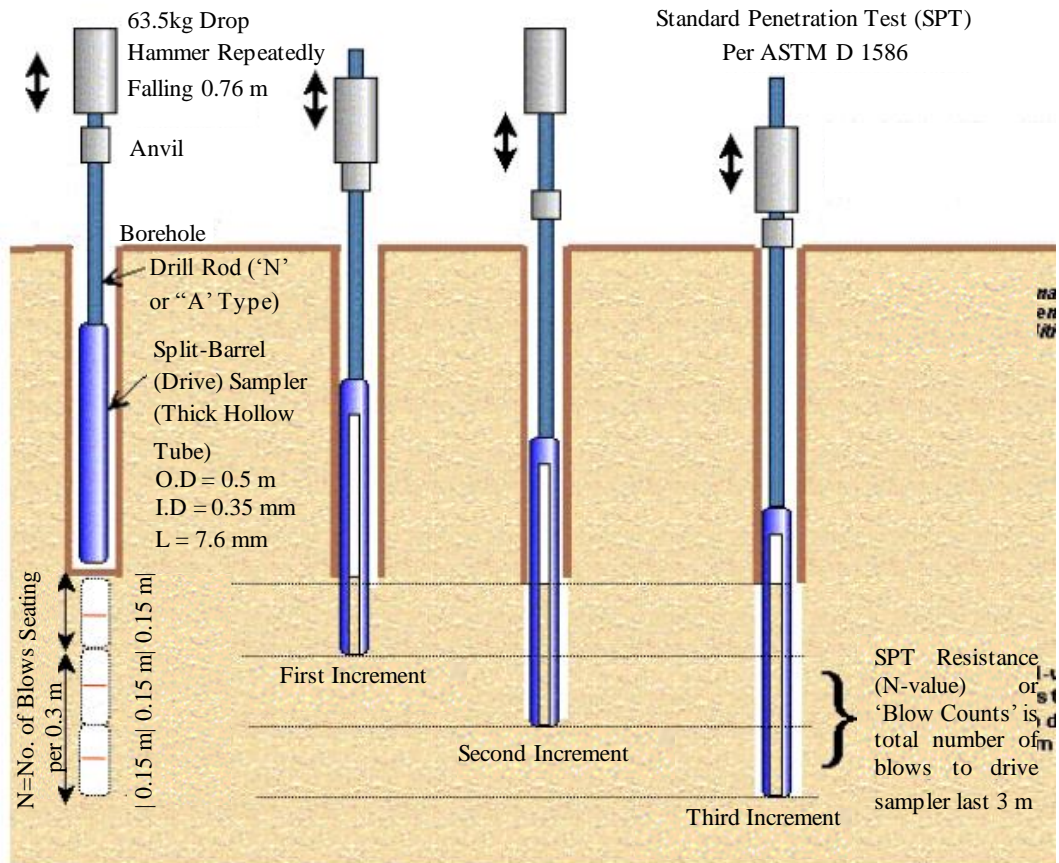 63.5kg Drop
Hammer Repeatedly
Falling 0.76 m
Standard Penetration Test (SPT)
Per ASTM D 1586
Anvil
Borehole
Drill Rod (‘N’
or “A’ Type)
Split-Barrel
(Drive) Sampler
(Thick Hollow
Tube)
O.D = 0.5 m
I.D = 0.35 mm
L = 7.6 mm
N=No. of Blows Seating
per 0.3 m
| 0.15 m| 0.15 m| 0.15 m|
First Increment
Second Increment
Third Increment
SPT Resistance
(N-value) or
‘Blow Counts’ is
total number of
blows to drive
sampler last 3 m